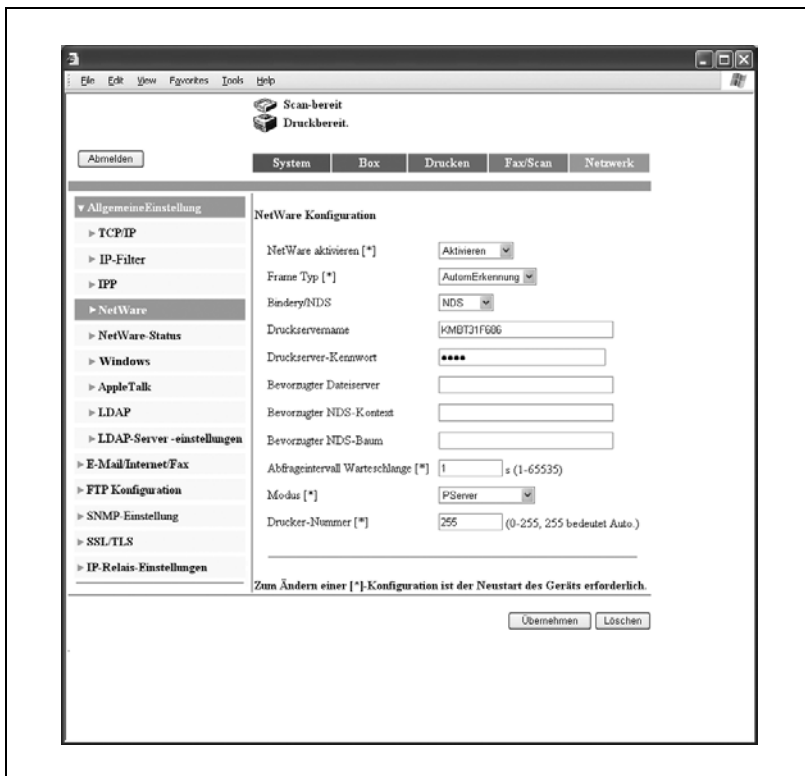 File Edit View Favorites Tools Help
Scan-bereit
Druckbereit.
Abmelden
System Box Drucken Fax/Scan Netzwerk
AllgemeineEinstellung
TCP/IP
IP-Filter
IPP
NetWare
NetWare-Status
Windows
AppleTalk
LDAP
LDAP-Server -einstellungen
E-Mail/Internet/Fax
FTP Konfiguration
SNMP-Einstellung
SSL/TLS
IP-Relais-Einstellungen
NetWare Konfiguration
NetWare aktivieren [*] Aktivieren
Frame Typ [*] AutomErkennung
Bindery/NDS NDS
Druckservername KMBT31F686
Druckserver-Kennwort ●●●●
Bevorzugter Dateiserver
Bevorzugter NDS-Kontext
Bevorzugter NDS-Baum
Abfrageintervall Warteschlange [*] 1 s (1-65535)
Modus [*] PServer
Drucker-Nummer [*] 255 (0-255, 255 bedeutet Auto.)
Zum Ändern einer [*]-Konfiguration ist der Neustart des Geräts erforderlich.
Übernehmen Löschen